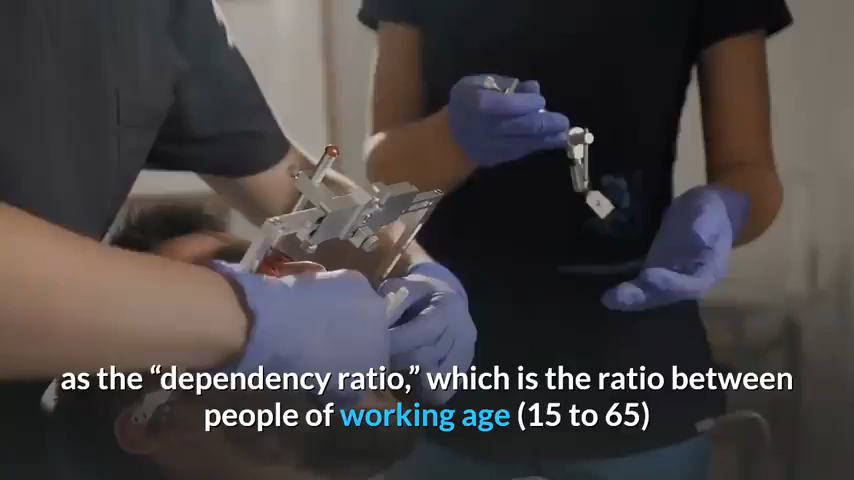 as the “dependency ratio,” which is the ratio between
people of working age (15 to 65)